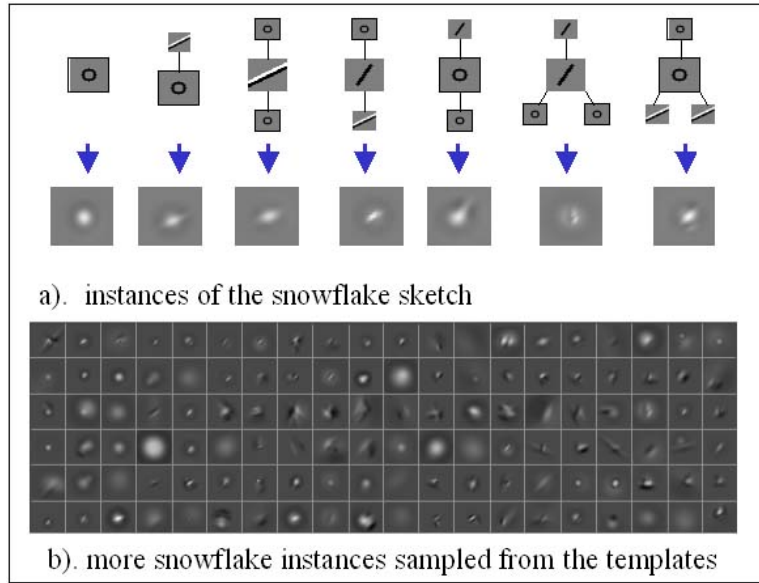 a). instances of the snowflake sketch
b). more snowflake instances sampled from the templates